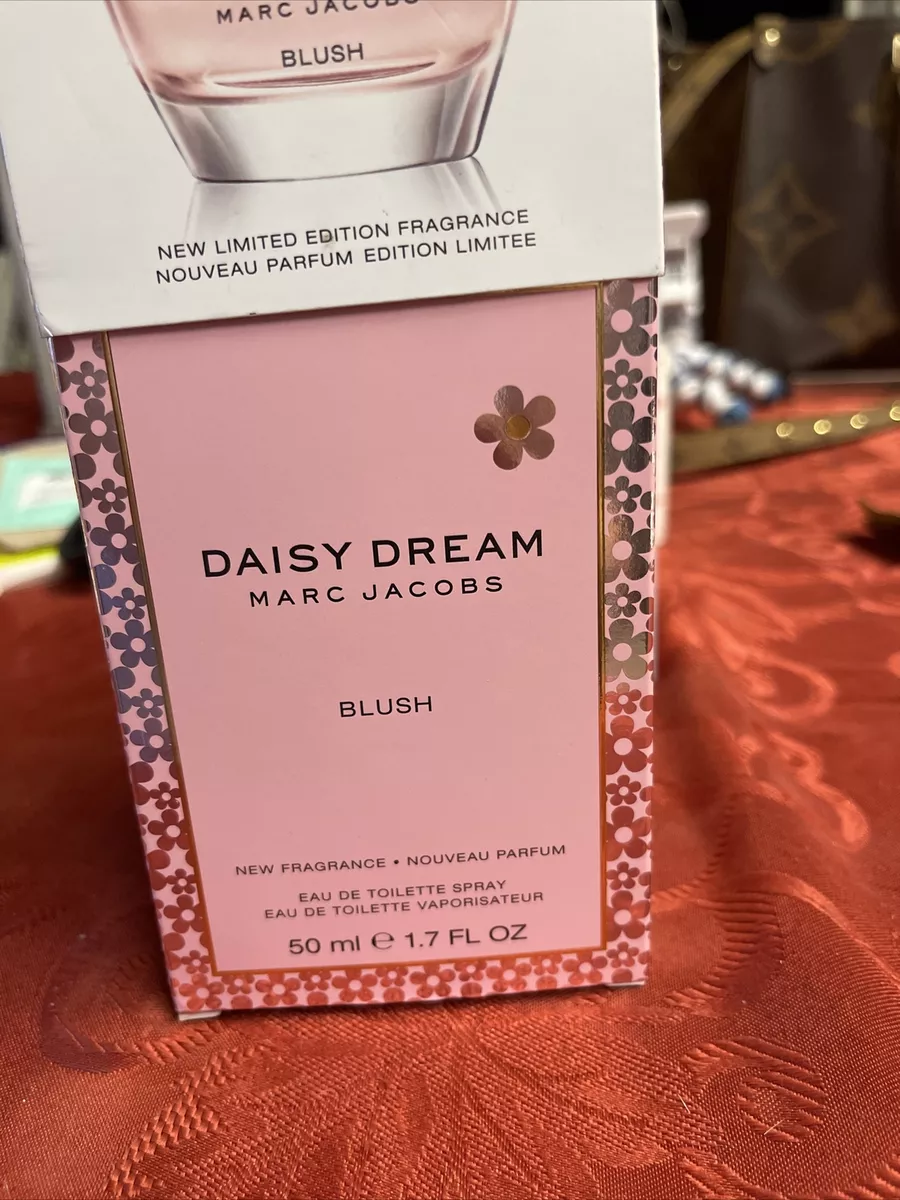 MARC JACOBS
BLUSH
NEW LIMITED EDITION FRAGRANCE
NOUVEAU PARFUM EDITION LIMITEE
DAISY DREAM
MARC JACOBS
BLUSH
NEW FRAGRANCE • NOUVEAU PARFUM
EAU DE TOILETTE SPRAY
EAU DE TOILETTE VAPORISATEUR
50 ml ℮ 1.7 FL OZ